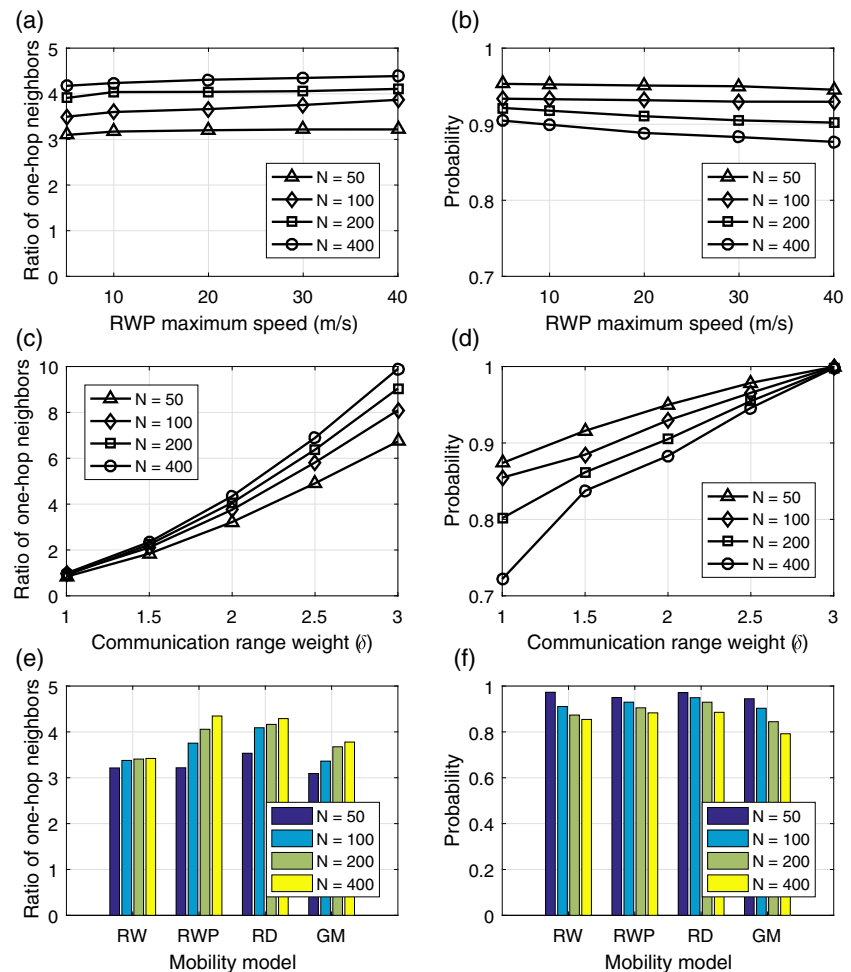 (a)
5
4
3
2
1
0
Ratio of one-hop neighbors
10 20 30 40
RWP maximum speed (m/s)
N = 50
N = 100
N = 200
N = 400
(b)
1
0.9
0.8
0.7
Probability
10 20 30 40
RWP maximum speed (m/s)
N = 50
N = 100
N = 200
N = 400
(c)
10
8
6
4
2
0
Ratio of one-hop neighbors
1 1.5 2 2.5 3
Communication range weight (δ)
N = 50
N = 100
N = 200
N = 400
(d)
1
0.9
0.8
0.7
Probability
1 1.5 2 2.5 3
Communication range weight (δ)
N = 50
N = 100
N = 200
N = 400
(e)
5
4
3
2
1
0
Ratio of one-hop neighbors
RW RWP RD GM
Mobility model
N = 50
N = 100
N = 200
N = 400
(f)
1
0.8
0.6
0.4
0.2
0
Probability
RW RWP RD GM
Mobility model
N = 50
N = 100
N = 200
N = 400